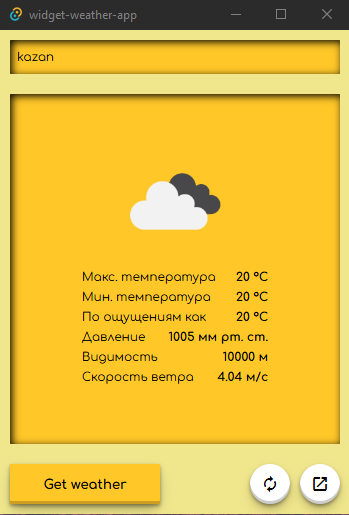 widget-weather-app
kazan
Макс. температура 20 °C
Мин. температура 20 °C
По ощущениям как 20 °C
Давление 1005 мм рт. ст.
Видимость 10000 м
Скорость ветра 4.04 м/с
Get weather